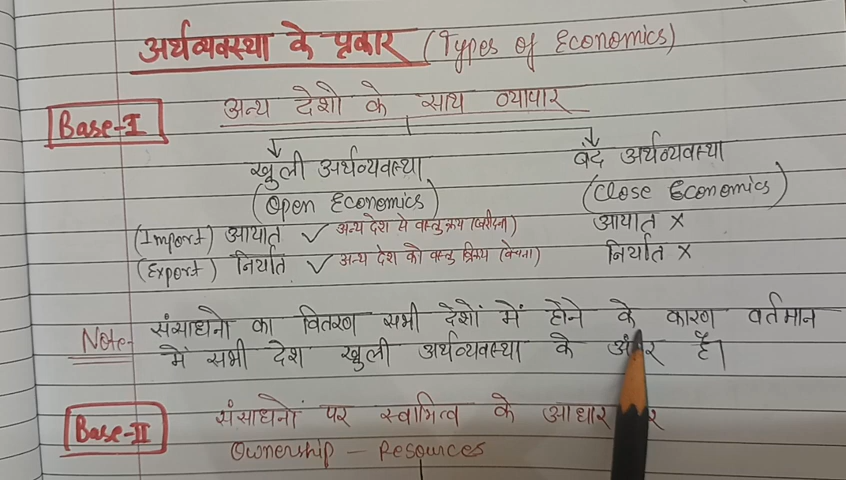 अर्थव्यवस्था के प्रकार (Types of Economics)
Base-I अन्य देशो के साथ व्यापार
खुली अर्थव्यवस्था बंद अर्थव्यवस्था
(Open Economics) (Close Economics)
(Import) आयात ✓ अन्य देश से वस्तु क्रय (खरीदना) आयात ×
(Export) निर्यात ✓ अन्य देश को वस्तु विक्रय (बेचना) निर्यात ×
Note- संसाधनो का वितरण सभी देशों में होने के कारण वर्तमान
में सभी देश खुली अर्थव्यवस्था के है।
Base-II संसाधनों पर स्वामित्व के आधार
Ownership - Resources